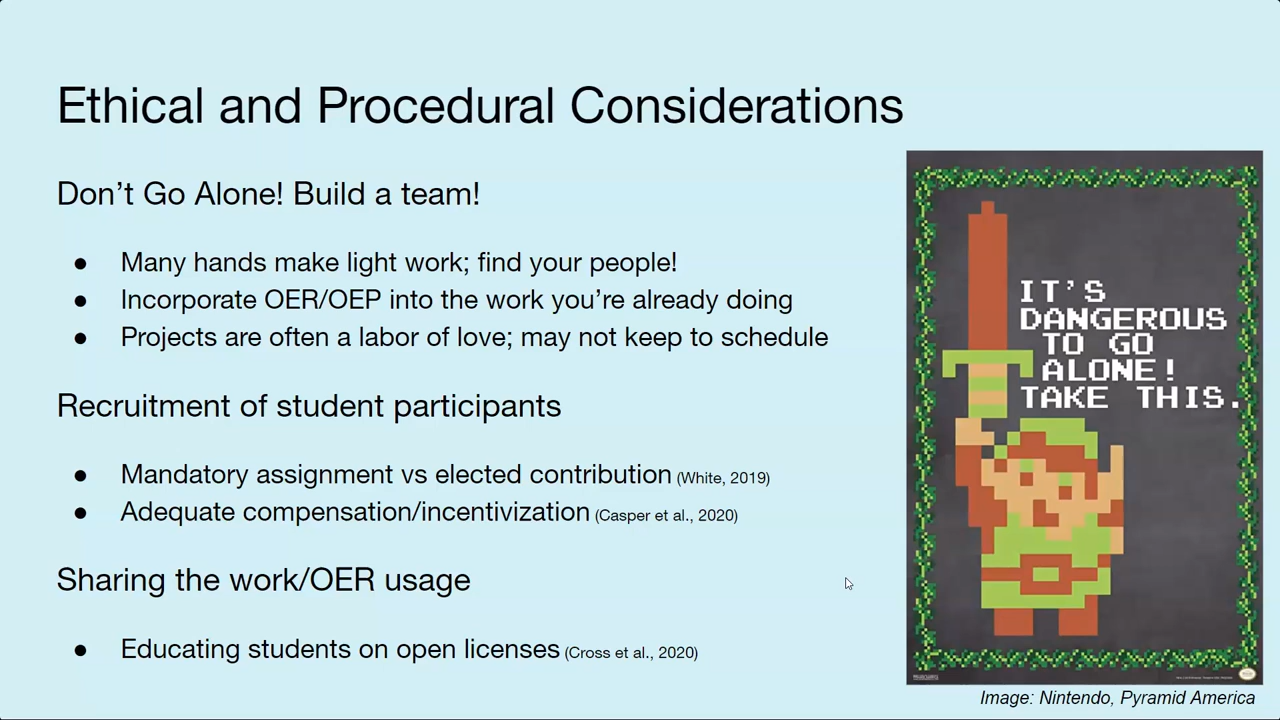 Ethical and Procedural Considerations
Don’t Go Alone! Build a team!
● Many hands make light work; find your people!
● Incorporate OER/OEP into the work you’re already doing
● Projects are often a labor of love; may not keep to schedule
Recruitment of student participants
● Mandatory assignment vs elected contribution (White, 2019)
● Adequate compensation/incentivization (Casper et al., 2020)
Sharing the work/OER usage
● Educating students on open licenses (Cross et al., 2020)
IT’S
DANGEROUS
TO GO
ALONE!
TAKE THIS.
Image: Nintendo, Pyramid America